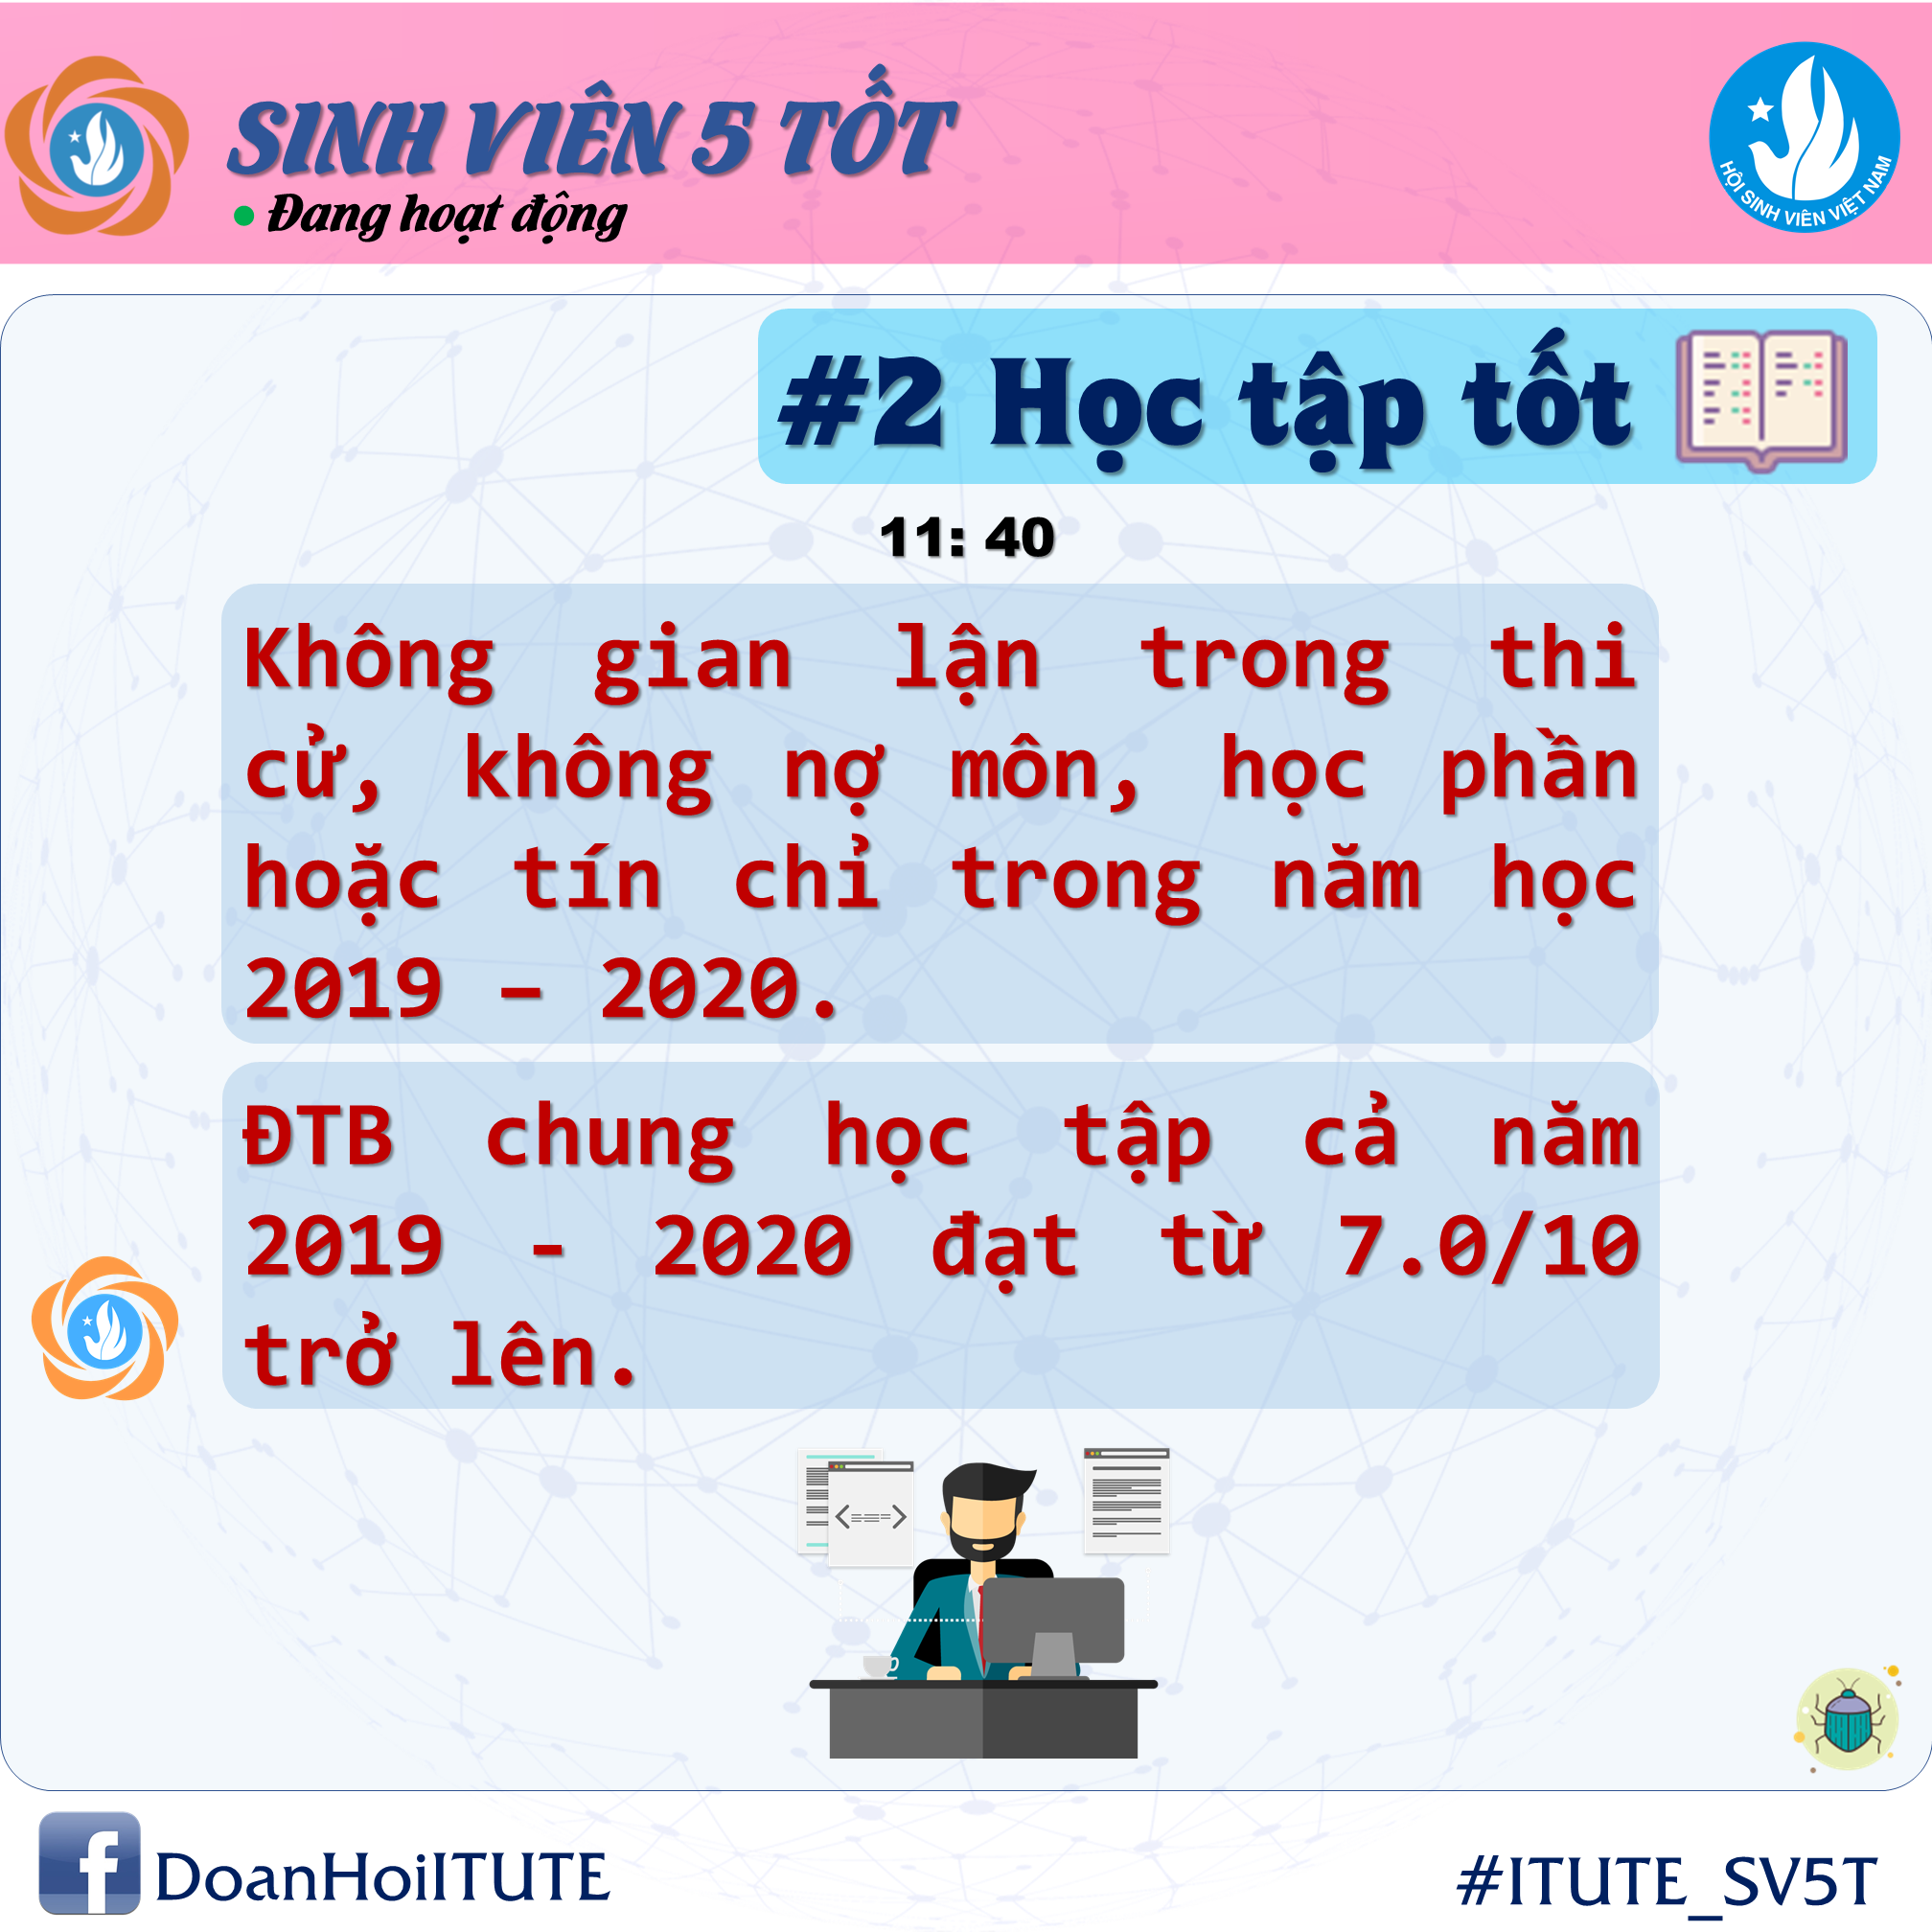 SINH VIÊN 5 TỐT
Đang hoạt động
HỘI SINH VIÊN VIỆT NAM
#2 Học tập tốt
11: 40
Không gian lận trong thi
cử, không nợ môn, học phần
hoặc tín chỉ trong năm học
2019 – 2020.
ĐTB chung học tập cả năm
2019 - 2020 đạt từ 7.0/10
trở lên.
f DoanHoiITUTE
#ITUTE_SV5T